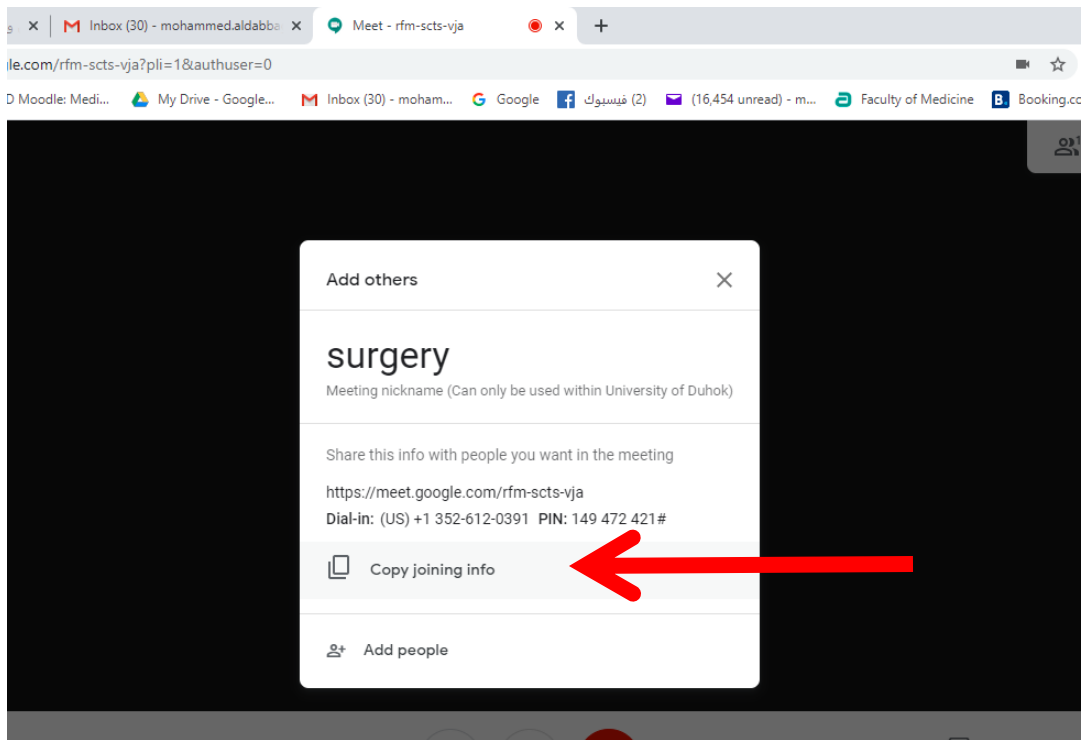 و Inbox (30) - mohammed.aldabba Meet - rfm-scts-vja
le.com/rfm-scts-vja?pli=1&authuser=0
D Moodle: Medi... My Drive - Google... Inbox (30) - moham... Google (2) فيسبوك (16,454 unread) - m... Faculty of Medicine Booking.cc
1
Add others
surgery
Meeting nickname (Can only be used within University of Duhok)
Share this info with people you want in the meeting
https://meet.google.com/rfm-scts-vja
Dial-in: (US) +1 352-612-0391 PIN: 149 472 421#
Copy joining info
Add people